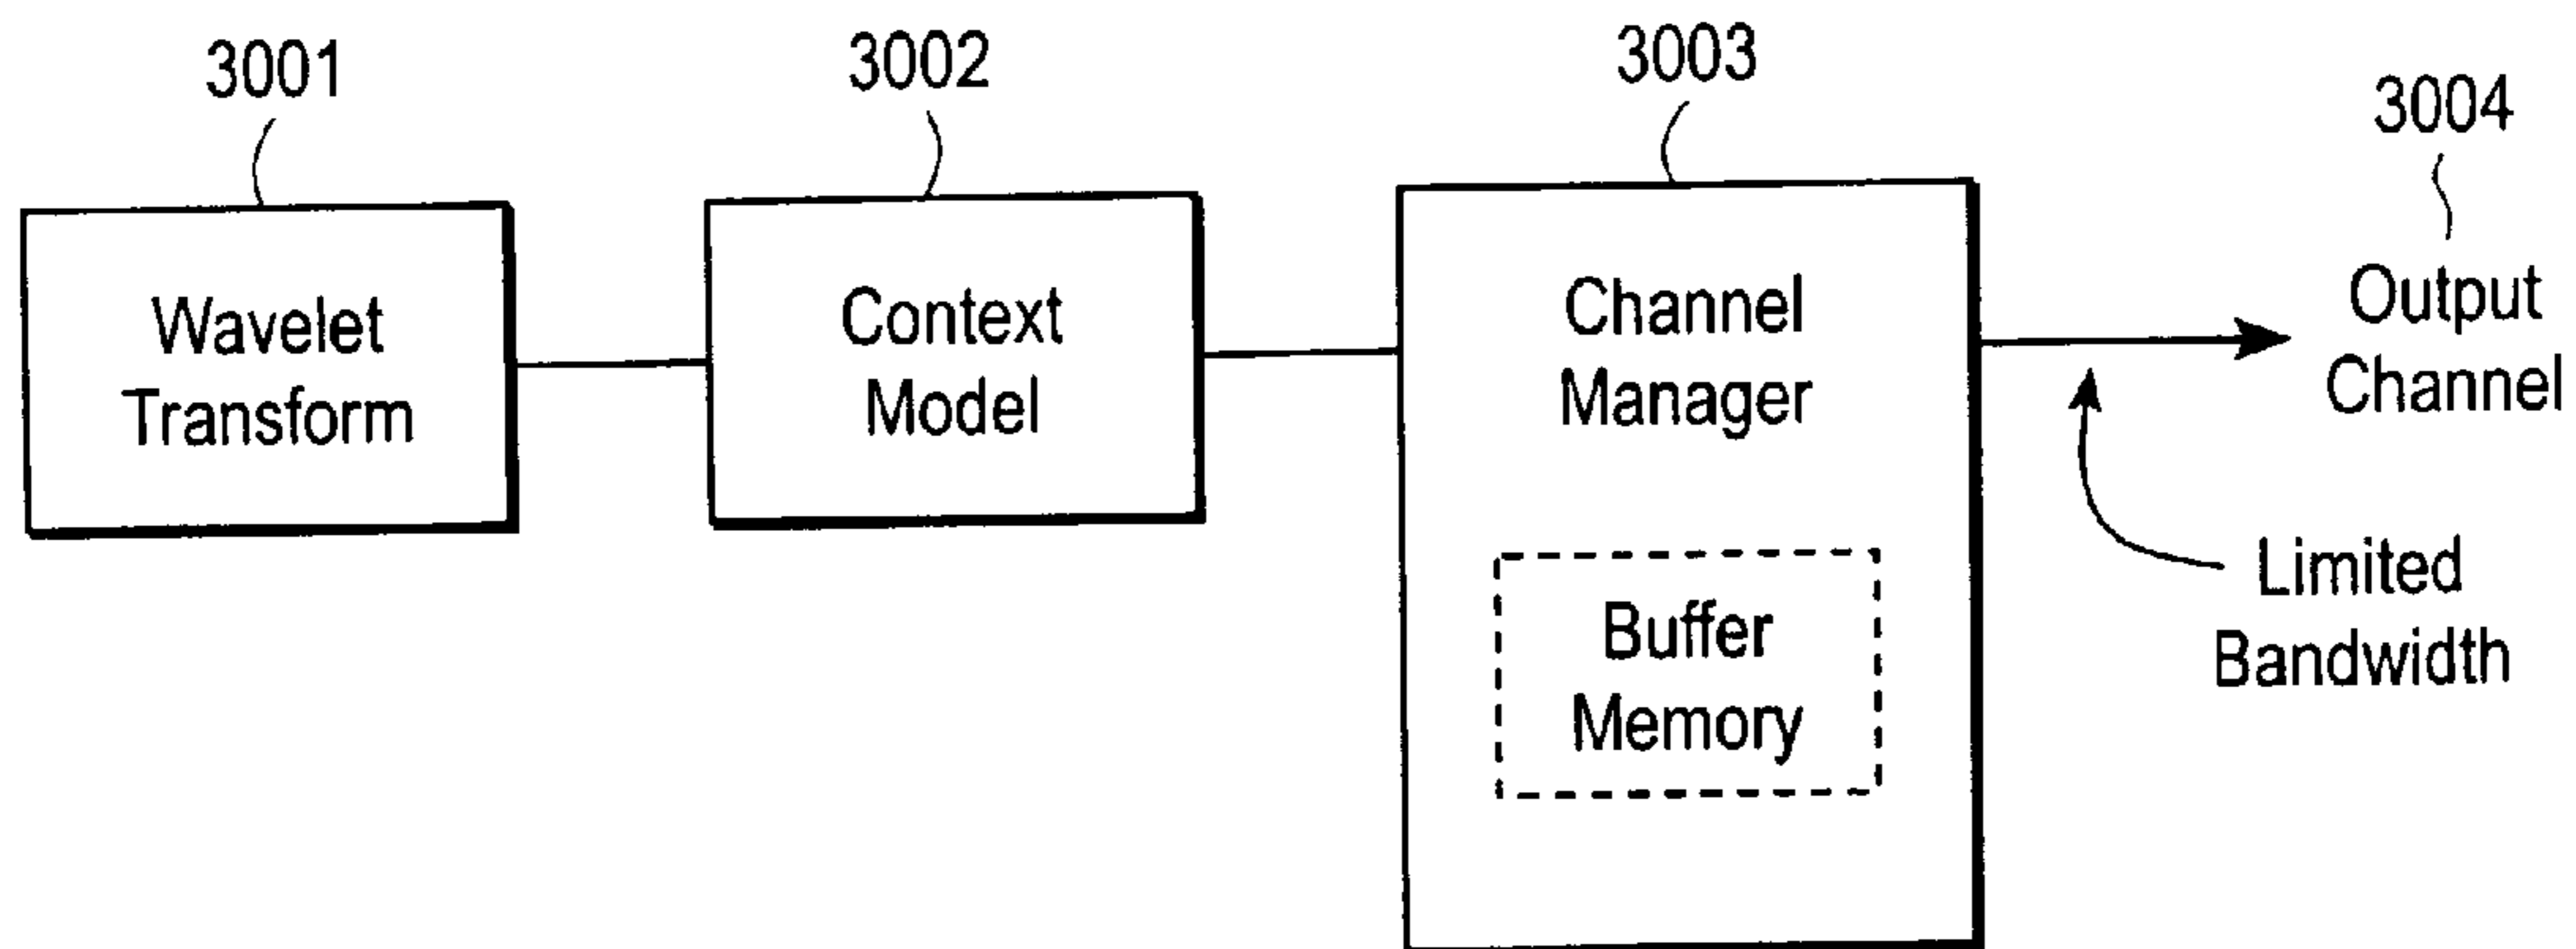 3001
3002
3003
3004
Wavelet
Transform
Context
Model
Channel
Manager
Buffer
Memory
Output
Channel
Limited
Bandwidth